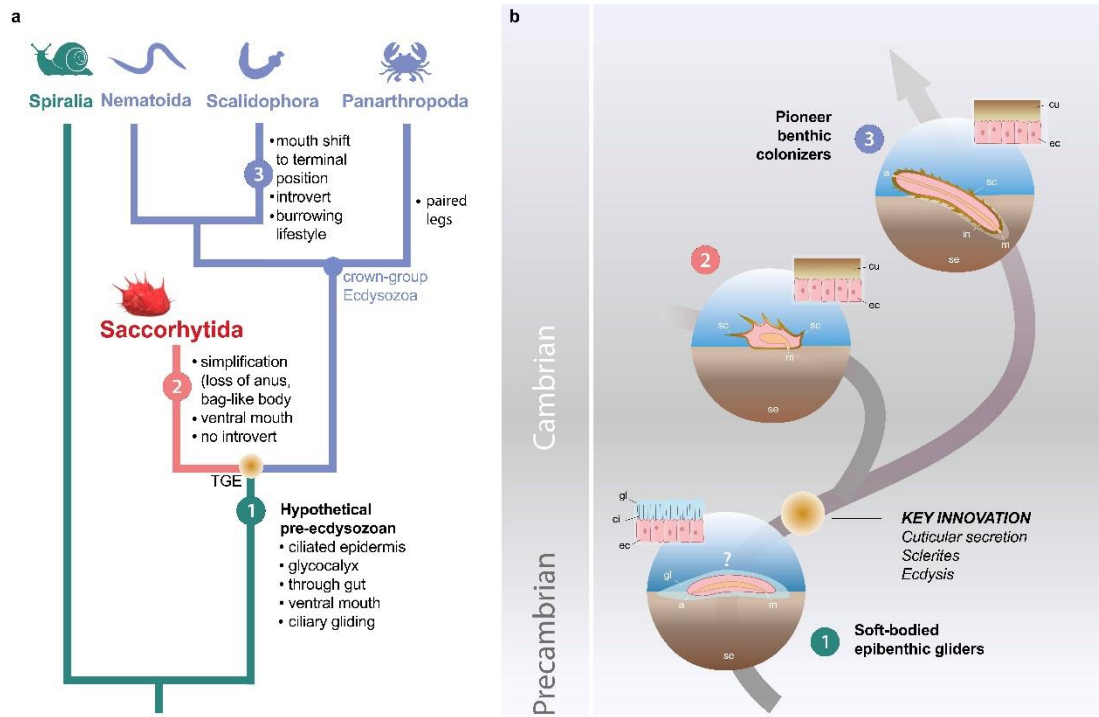 a
Spiralia
Nematoida
Scalidophora
Panarthropoda
• mouth shift
to terminal
position
• introvert
• burrowing
lifestyle
3
• paired
legs
crown-group
Ecdysozoa
Saccorhytida
2
• simplification
(loss of anus,
bag-like body
• ventral mouth
• no introvert
TGE
1
Hypothetical
pre-ecdysozoan
• ciliated epidermis
• glycocalyx
• through gut
• ventral mouth
• ciliary gliding
b
Cambrian
Precambrian
Pioneer
benthic
colonizers
3
cu
ec
a
sc
in
m
se
2
cu
ec
sc
sc
m
se
gl
ci
ec
?
gl
a
m
se
KEY INNOVATION
Cuticular secretion
Sclerites
Ecdysis
1
Soft-bodied
epibenthic gliders